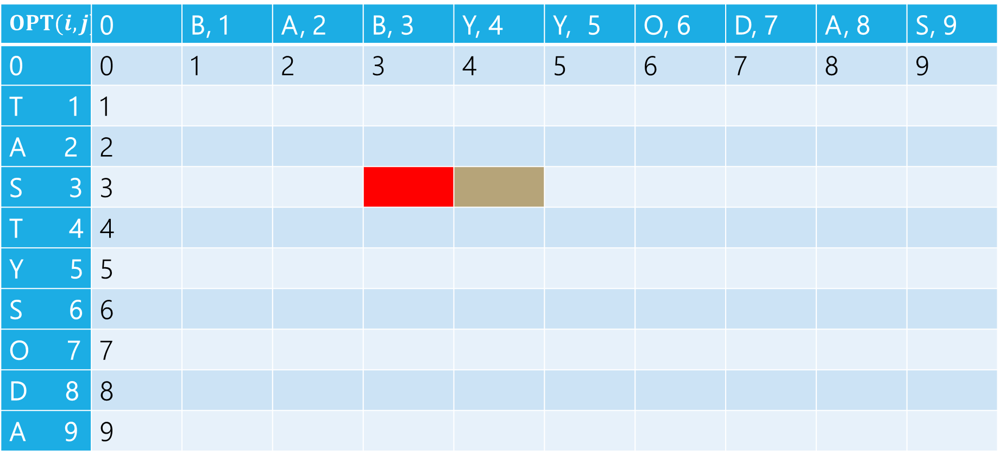 OPT(i,j) 0 B, 1 A, 2 B, 3 Y, 4 Y, 5 O, 6 D, 7 A, 8 S, 9
0 0 1 2 3 4 5 6 7 8 9
T 1 1
A 2 2
S 3 3
T 4 4
Y 5 5
S 6 6
O 7 7
D 8 8
A 9 9